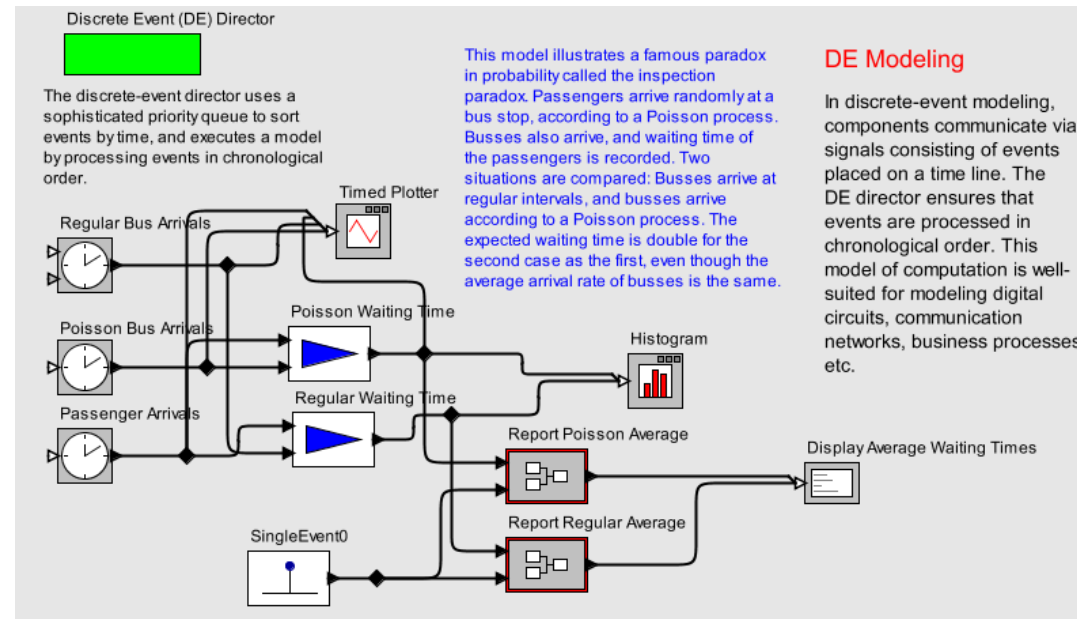 Discrete Event (DE) Director
The discrete-event director uses a
sophisticated priority queue to sort
events by time, and executes a model
by processing events in chronological
order.
This model illustrates a famous paradox
in probability called the inspection
paradox. Passengers arrive randomly at a
bus stop, according to a Poisson process.
Busses also arrive, and waiting time of
the passengers is recorded. Two
situations are compared: Busses arrive at
regular intervals, and busses arrive
according to a Poisson process. The
expected waiting time is double for the
second case as the first, even though the
average arrival rate of busses is the same.
DE Modeling
In discrete-event modeling,
components communicate via
signals consisting of events
placed on a time line. The
DE director ensures that
events are processed in
chronological order. This
model of computation is well-
suited for modeling digital
circuits, communication
networks, business processes
etc.
Timed Plotter
Regular Bus Arrivals
Poisson Waiting Time
Poisson Bus Arrivals
Histogram
Regular Waiting Time
Passenger Arrivals
Report Poisson Average
Display Average Waiting Times
Report Regular Average
SingleEvent0